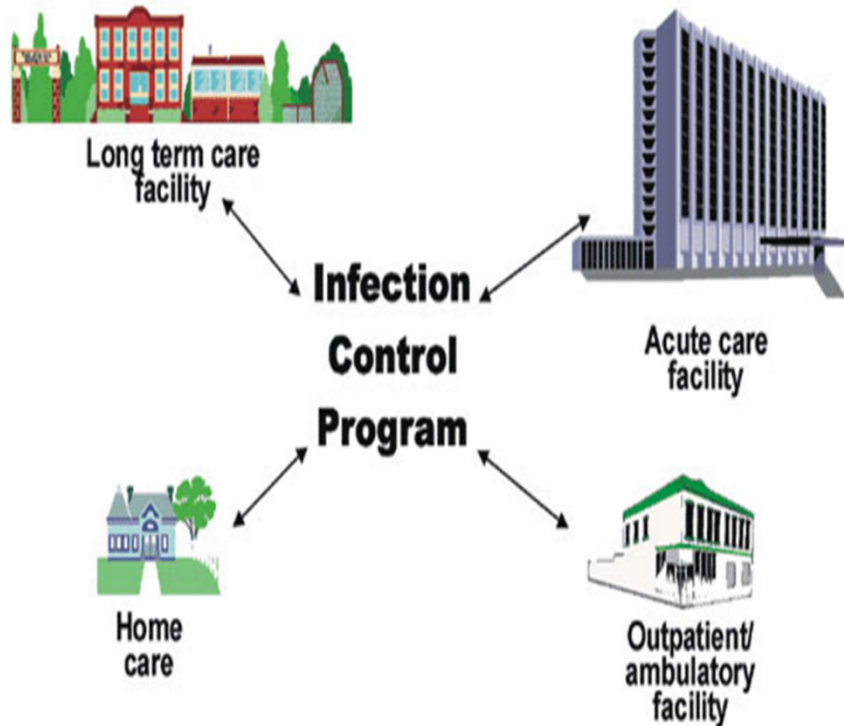 Long term care
facility
Infection
Control
Program
Acute care
facility
Home
care
Outpatient/
ambulatory
facility